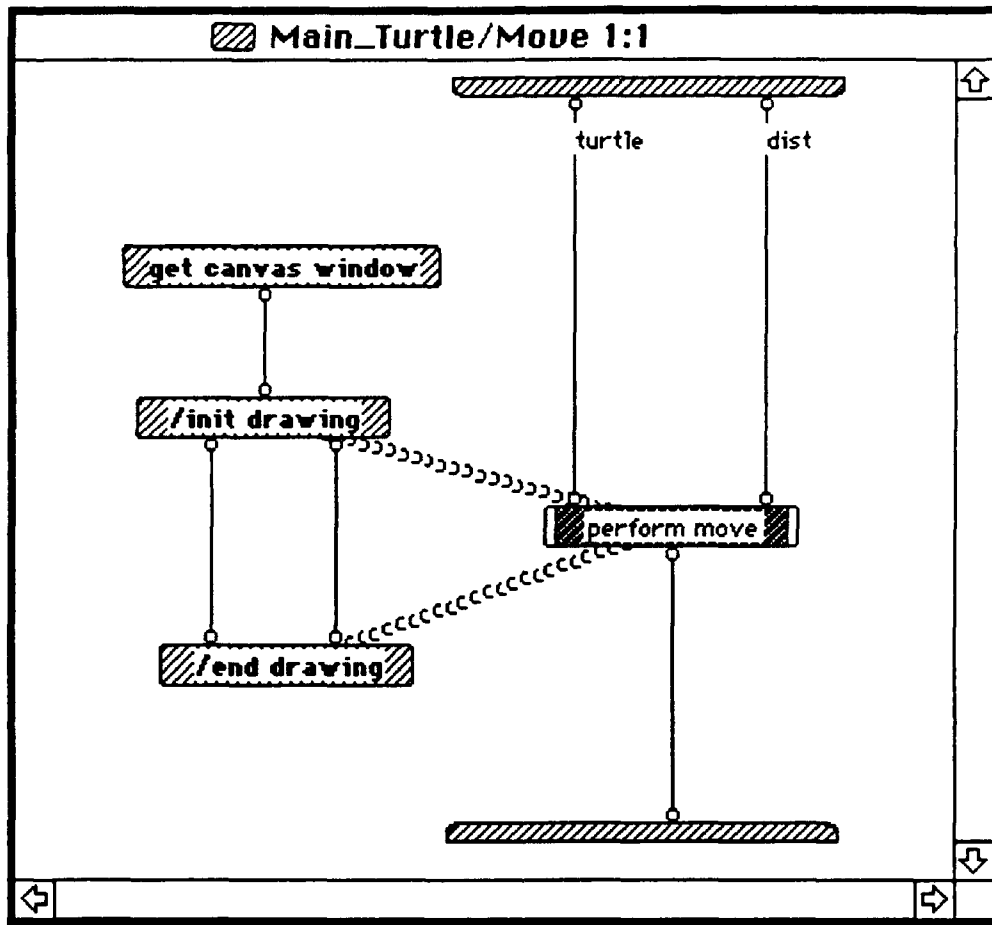 Main_Turtle/Move 1:1
turtle
dist
get canvas window
/init drawing
perform move
/end drawing